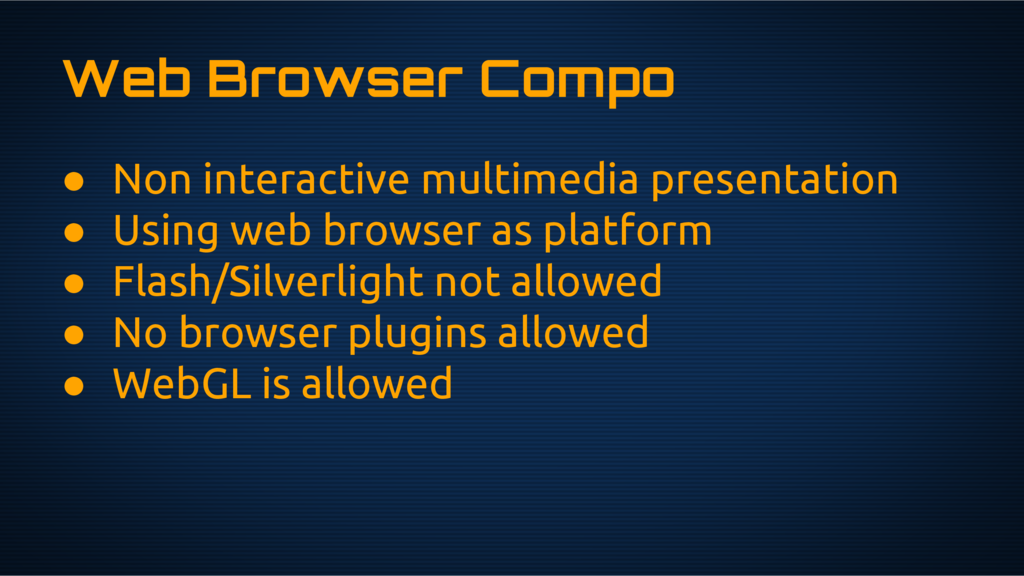 Web Browser Compo
● Non interactive multimedia presentation
● Using web browser as platform
● Flash/Silverlight not allowed
● No browser plugins allowed
● WebGL is allowed